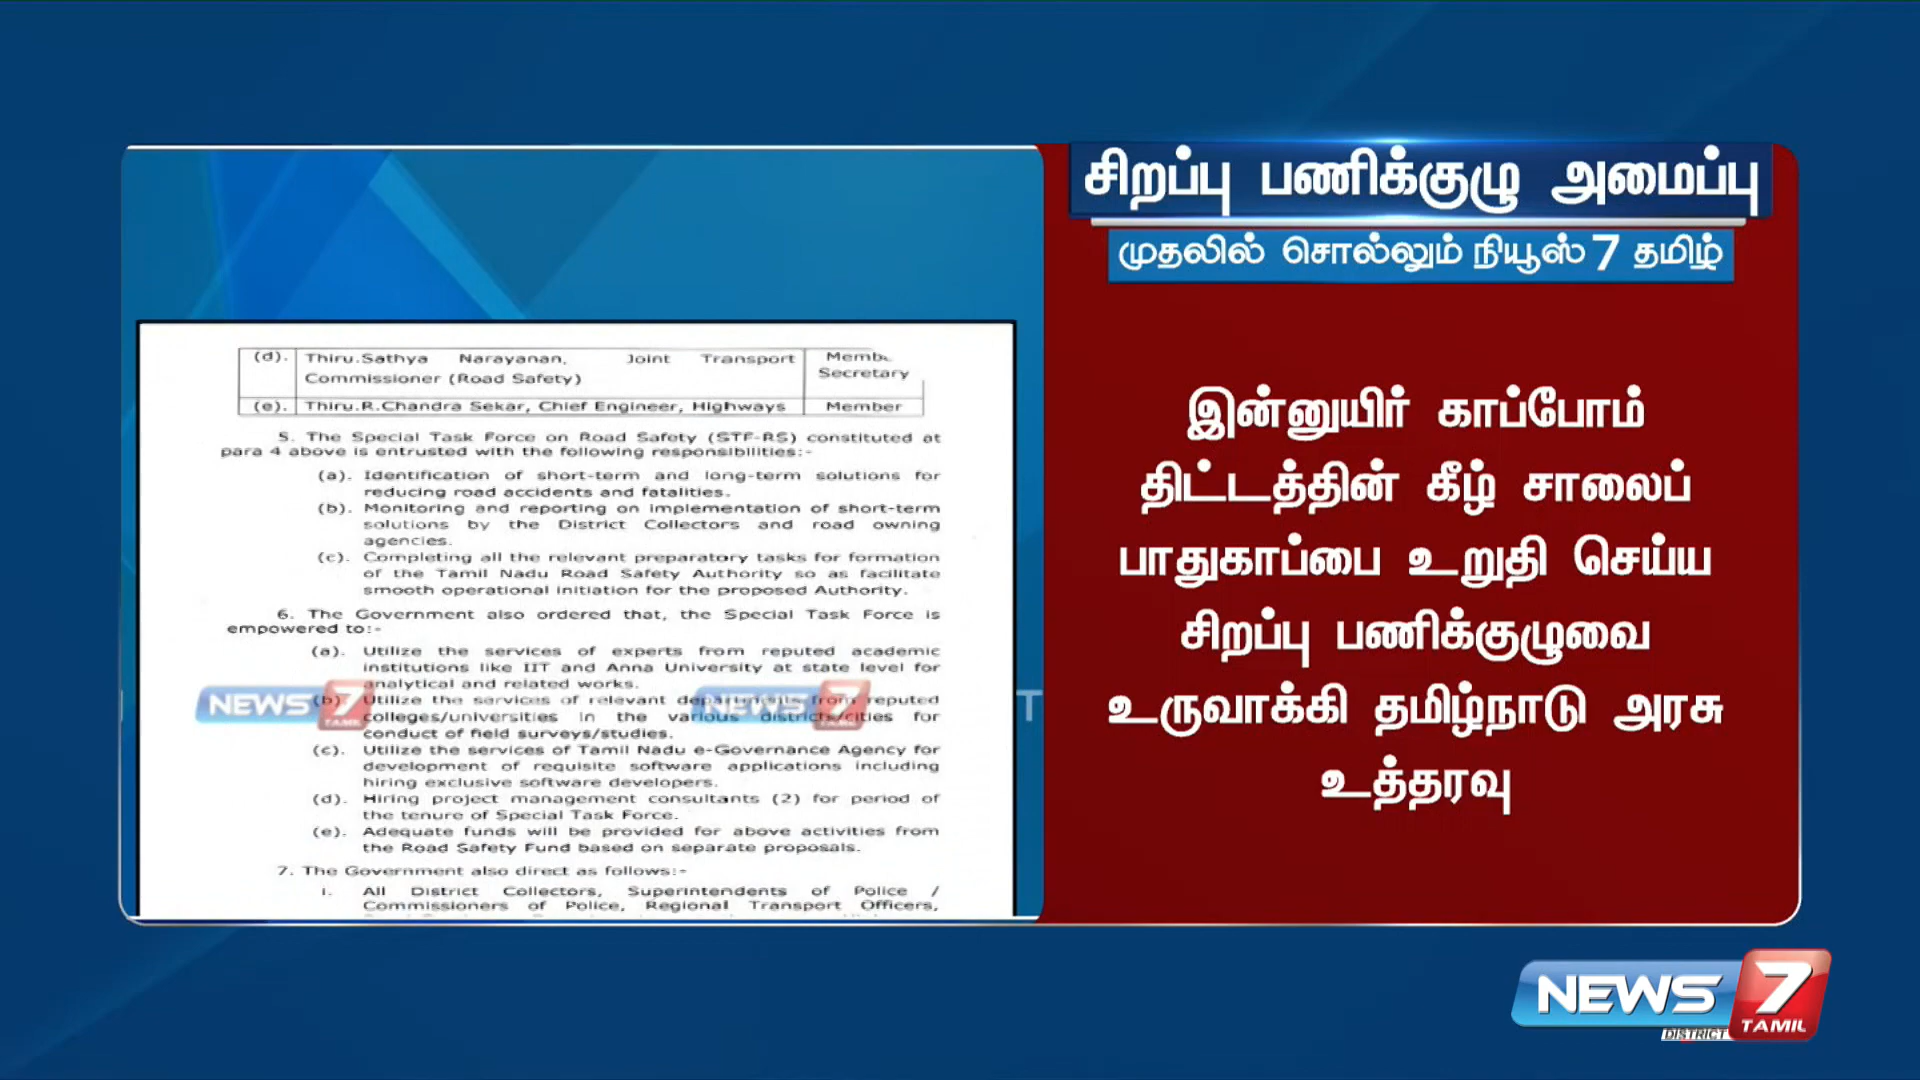 (d). Thiru.Sathya Narayanan, Joint Transport
Commissioner (Road Safety)
Secretary
(e). Thiru.R.Chandra Sekar, Chief Engineer, Highways Member
5. The Special Task Force on Road Safety (STF-RS) constituted at
para 4 above is entrusted with the following responsibilities:-
(a). Identification of short-term and long-term solutions for
reducing road accidents and fatalities.
(b). Monitoring and reporting on implementation of short-term
solutions by the District Collectors and road owning
agencies.
(c). Completing all the relevant preparatory tasks for formation
of the Tamil Nadu Road Safety Authority so as facilitate
smooth operational initiation for the proposed Authority.
6. The Government also ordered that, the Special Task Force is
empowered to:-
(a). Utilize the services of experts from reputed academic
institutions like IIT and Anna University at state level for
analytical and related works.
(b). Utilize the services of relevant departments from reputed
colleges/universities in the various districts/cities for
conduct of field surveys/studies.
(c). Utilize the services of Tamil Nadu e-Governance Agency for
development of requisite software applications including
hiring exclusive software developers.
(d). Hiring project management consultants (2) for period of
the tenure of Special Task Force.
(e). Adequate funds will be provided for above activities from
the Road Safety Fund based on separate proposals.
7. The Government also direct as follows:-
i. All District Collectors, Superintendents of Police /
Commissioners of Police, Regional Transport Officers,
NEWS 7 TAMIL
NEWS 7
சிறப்பு பணிக்குழு அமைப்பு
முதலில் சொல்லும் நியூஸ் 7 தமிழ்
இன்னுயிர் காப்போம்
திட்டத்தின் கீழ் சாலைப்
பாதுகாப்பை உறுதி செய்ய
சிறப்பு பணிக்குழுவை
உருவாக்கி தமிழ்நாடு அரசு
உத்தரவு
NEWS 7
DISTRICT TAMIL